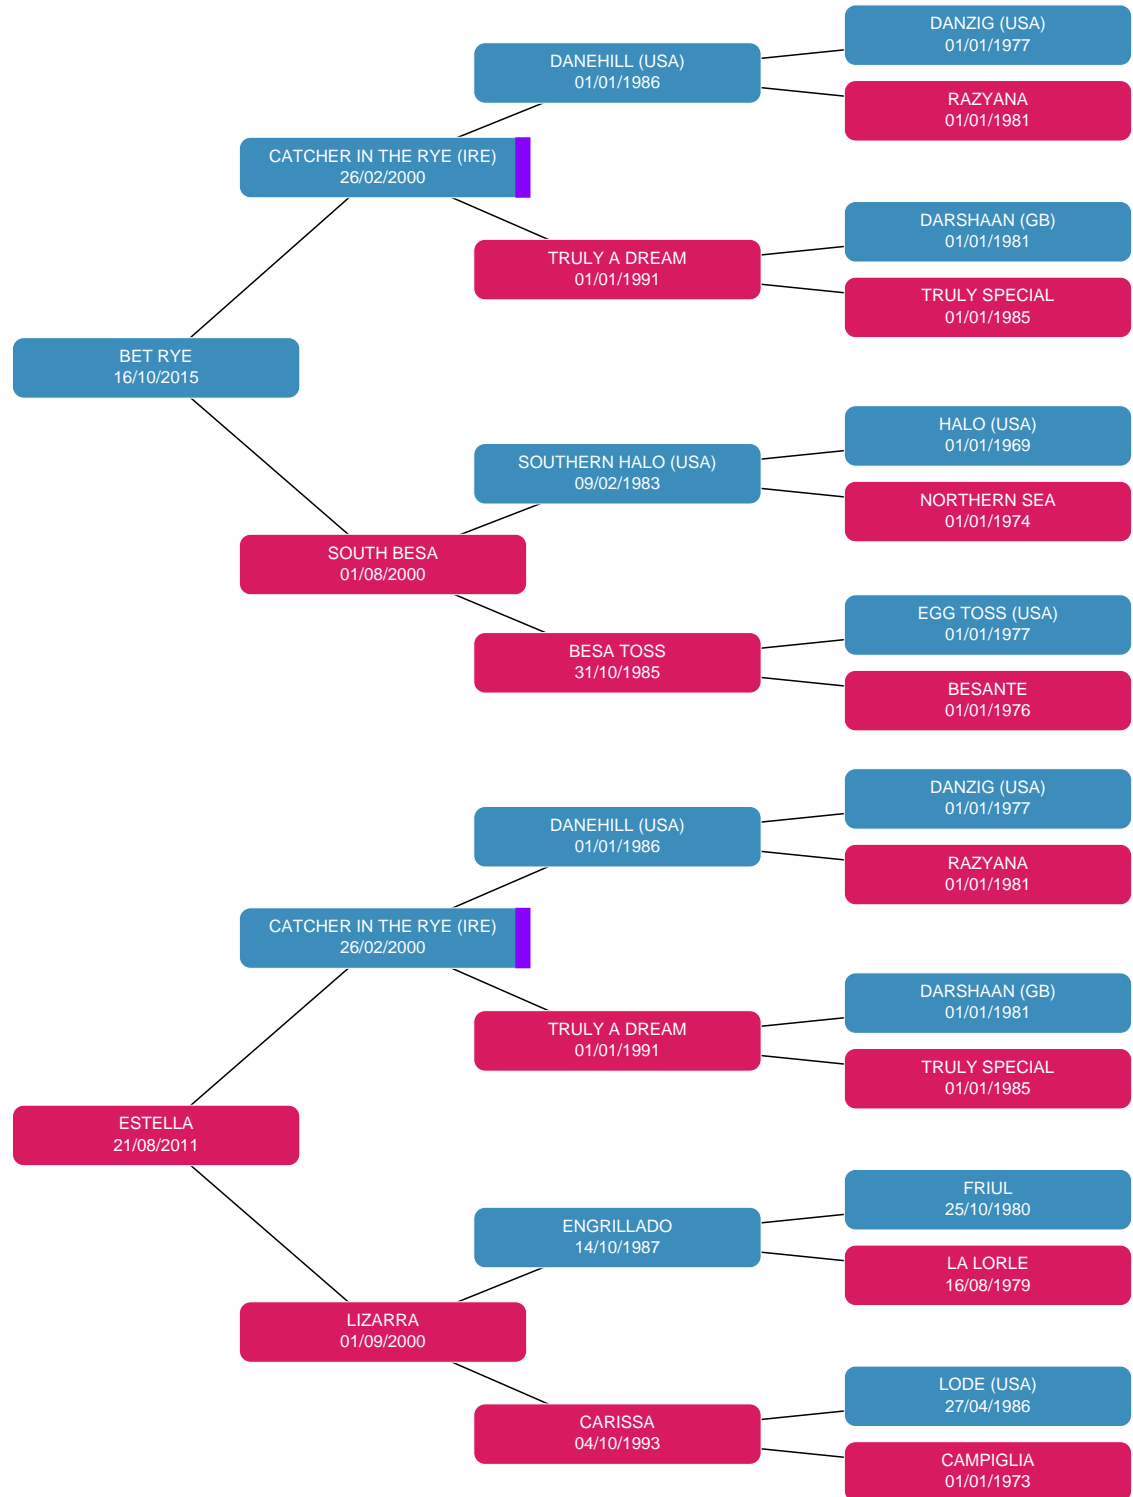 DANZIG (USA)
01/01/1977
DANEHILL (USA)
01/01/1986
RAZYANA
01/01/1981
CATCHER IN THE RYE (IRE)
26/02/2000
DARSHAAN (GB)
01/01/1981
TRULY A DREAM
01/01/1991
TRULY SPECIAL
01/01/1985
BET RYE
16/10/2015
HALO (USA)
01/01/1969
SOUTHERN HALO (USA)
09/02/1983
NORTHERN SEA
01/01/1974
SOUTH BESA
01/08/2000
EGG TOSS (USA)
01/01/1977
BESA TOSS
31/10/1985
BESANTE
01/01/1976
DANZIG (USA)
01/01/1977
DANEHILL (USA)
01/01/1986
RAZYANA
01/01/1981
CATCHER IN THE RYE (IRE)
26/02/2000
DARSHAAN (GB)
01/01/1981
TRULY A DREAM
01/01/1991
TRULY SPECIAL
01/01/1985
ESTELLA
21/08/2011
FRIUL
25/10/1980
ENGRILLADO
14/10/1987
LA LORLE
16/08/1979
LIZARRA
01/09/2000
LODE (USA)
27/04/1986
CARISSA
04/10/1993
CAMPIGLIA
01/01/1973